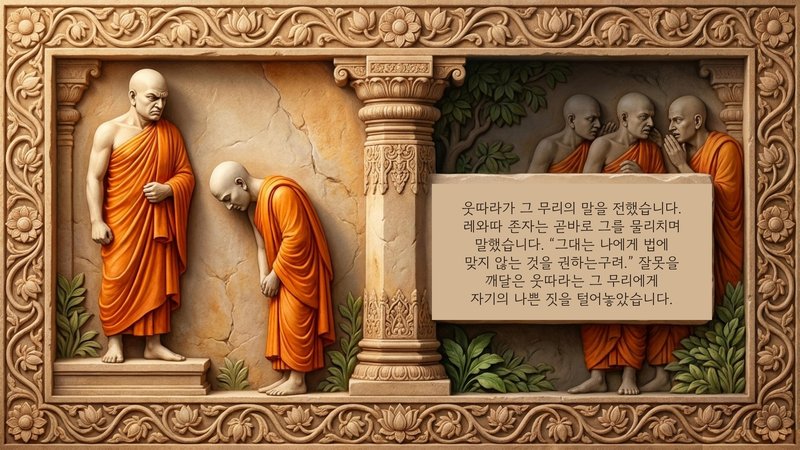 웃따라가 그 무리의 말을 전했습니다.
레와따 존자는 곧바로 그를 물리치며
말했습니다. “그대는 나에게 법에
맞지 않는 것을 권하는구려.” 잘못을
깨달은 웃따라는 그 무리에게
자기의 나쁜 짓을 털어놓았습니다.